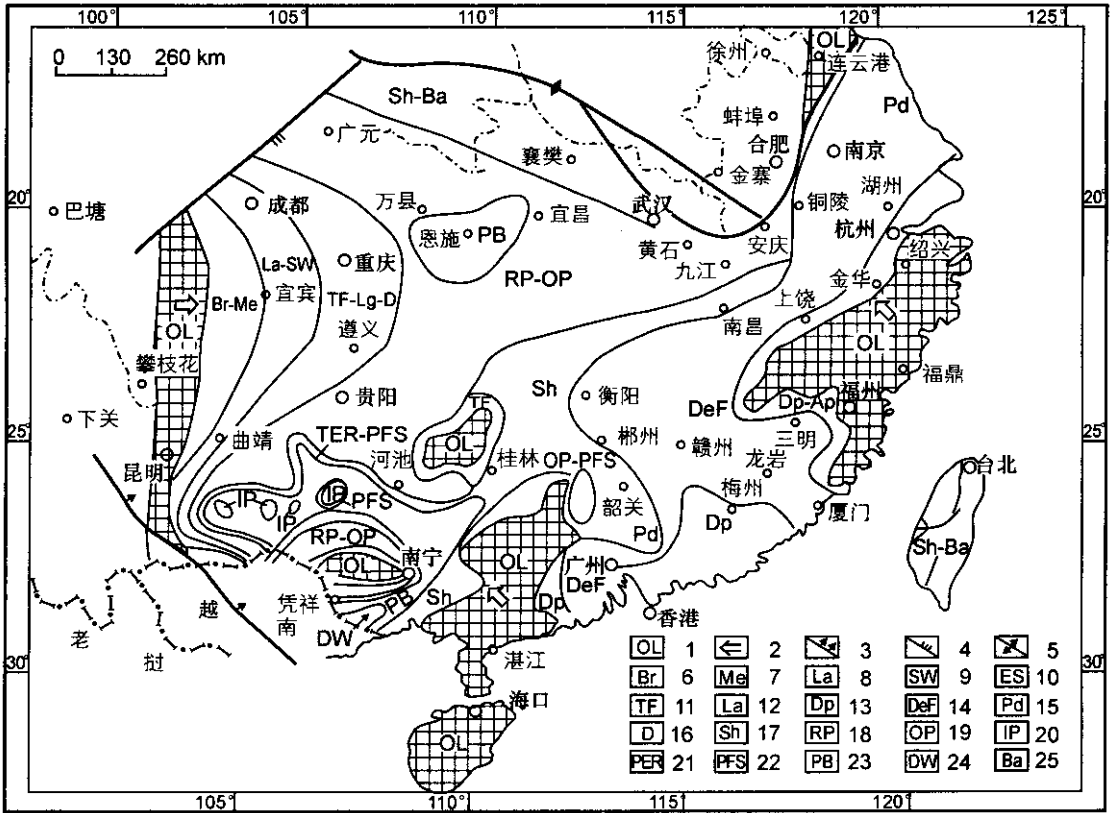 100° 105° 110° 115° 120° 125°
0 130 260 km
徐州
OL
连云港
Sh-Ba
Pd
蚌埠
广元
合肥
南京
襄樊
金寨
湖州
20°
巴塘
成都
万县
宜昌
武汉
铜陵
20°
恩施
PB
黄石
安庆
杭州
绍兴
La-SW
重庆
RP-OP
九江
金华
Br-Me
宜宾
TF-Lg-D
上饶
OL
遵义
南昌
OL
攀枝花
福鼎
Sh
衡阳
下关
贵阳
TF
DeF
Dp-Ap
福州
25°
曲靖
TER-PFS
OL
郴州
赣州
三明
25°
昆明
河池
桂林
OP-PFS
龙岩
台北
IP
IP
PFS
韶关
梅州
IP
Dp
厦门
RP-OP
OL
Pd
Sh-Ba
OL
南宁
广州
DeF
凭祥
PB
Sh
Dp
香港
越
南
DW
老
挝
湛江
30°
30°
海口
OL
OL 1 2 3 4 5
Br 6 Me 7 La 8 SW 9 ES 10
TF 11 La 12 Dp 13 DeF 14 Pd 15
D 16 Sh 17 RP 18 OP 19 IP 20
PER 21 PFS 22 PB 23 DW 24 Ba 25
105° 110° 115° 120°